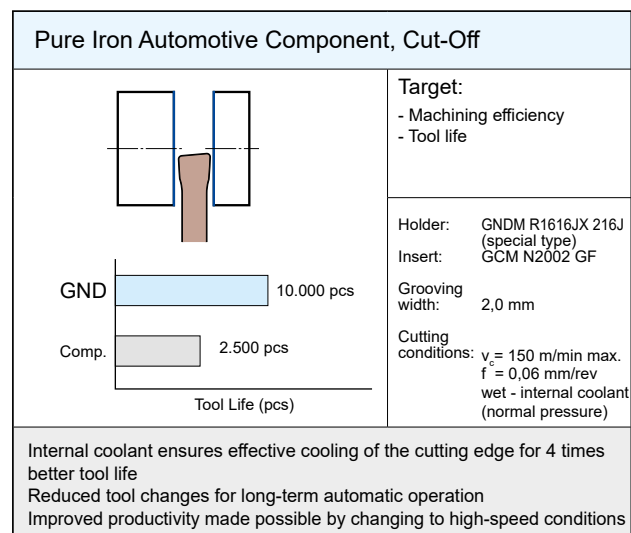 Pure Iron Automotive Component, Cut-Off
Target:
- Machining efficiency
- Tool life
Holder: GNDM R1616JX 216J
(special type)
Insert: GCM N2002 GF
Grooving
width: 2,0 mm
Cutting
conditions: vc= 150 m/min max.
f = 0,06 mm/rev
wet - internal coolant
(normal pressure)
GND 10.000 pcs
Comp. 2.500 pcs
Tool Life (pcs)
Internal coolant ensures effective cooling of the cutting edge for 4 times
better tool life
Reduced tool changes for long-term automatic operation
Improved productivity made possible by changing to high-speed conditions